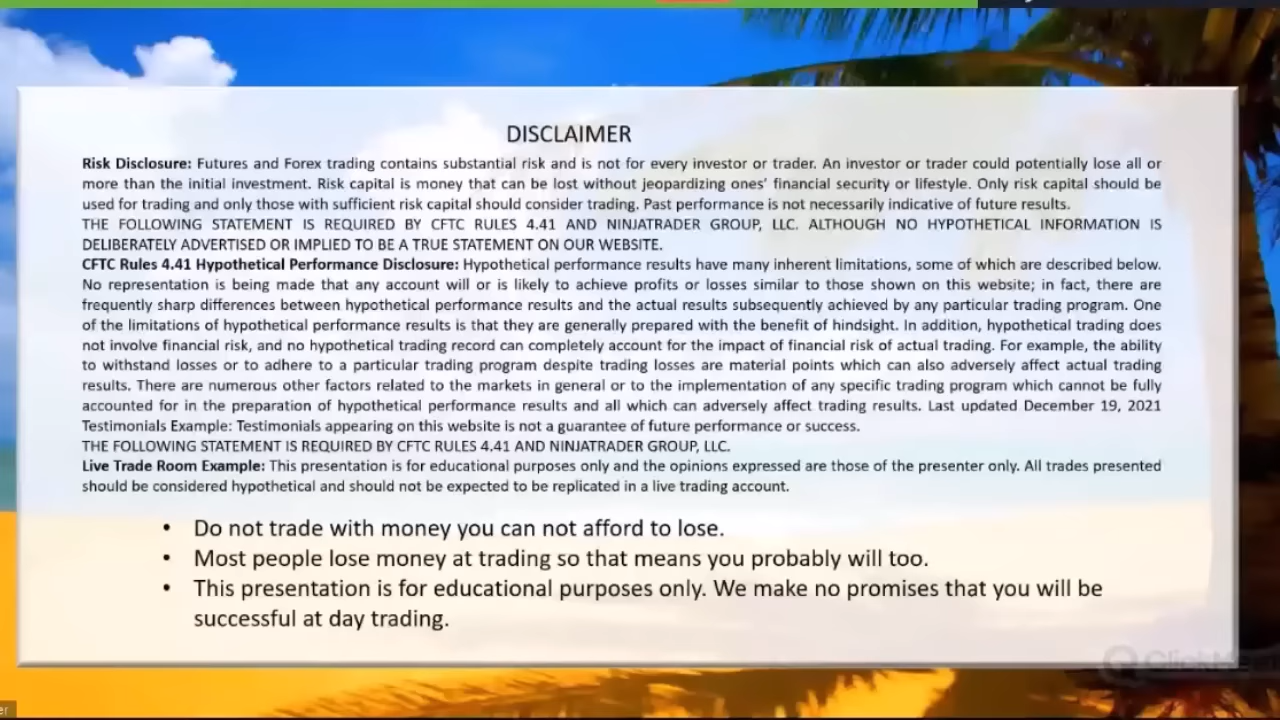 DISCLAIMER
Risk Disclosure: Futures and Forex trading contains substantial risk and is not for every investor or trader. An investor or trader could potentially lose all or
more than the initial investment. Risk capital is money that can be lost without jeopardizing ones' financial security or lifestyle. Only risk capital should be
used for trading and only those with sufficient risk capital should consider trading. Past performance is not necessarily indicative of future results.
THE FOLLOWING STATEMENT IS REQUIRED BY CFTC RULES 4.41 AND NINJATRADER GROUP, LLC. ALTHOUGH NO HYPOTHETICAL INFORMATION IS
DELIBERATELY ADVERTISED OR IMPLIED TO BE A TRUE STATEMENT ON OUR WEBSITE.
CFTC Rules 4.41 Hypothetical Performance Disclosure: Hypothetical performance results have many inherent limitations, some of which are described below.
No representation is being made that any account will or is likely to achieve profits or losses similar to those shown on this website; in fact, there are
frequently sharp differences between hypothetical performance results and the actual results subsequently achieved by any particular trading program. One
of the limitations of hypothetical performance results is that they are generally prepared with the benefit of hindsight. In addition, hypothetical trading does
not involve financial risk, and no hypothetical trading record can completely account for the impact of financial risk of actual trading. For example, the ability
to withstand losses or to adhere to a particular trading program despite trading losses are material points which can also adversely affect actual trading
results. There are numerous other factors related to the markets in general or to the implementation of any specific trading program which cannot be fully
accounted for in the preparation of hypothetical performance results and all which can adversely affect trading results. Last updated December 19, 2021
Testimonials Example: Testimonials appearing on this website is not a guarantee of future performance or success.
THE FOLLOWING STATEMENT IS REQUIRED BY CFTC RULES 4.41 AND NINJATRADER GROUP, LLC.
Live Trade Room Example: This presentation is for educational purposes only and the opinions expressed are those of the presenter only. All trades presented
should be considered hypothetical and should not be expected to be replicated in a live trading account.
• Do not trade with money you can not afford to lose.
• Most people lose money at trading so that means you probably will too.
• This presentation is for educational purposes only. We make no promises that you will be
successful at day trading.